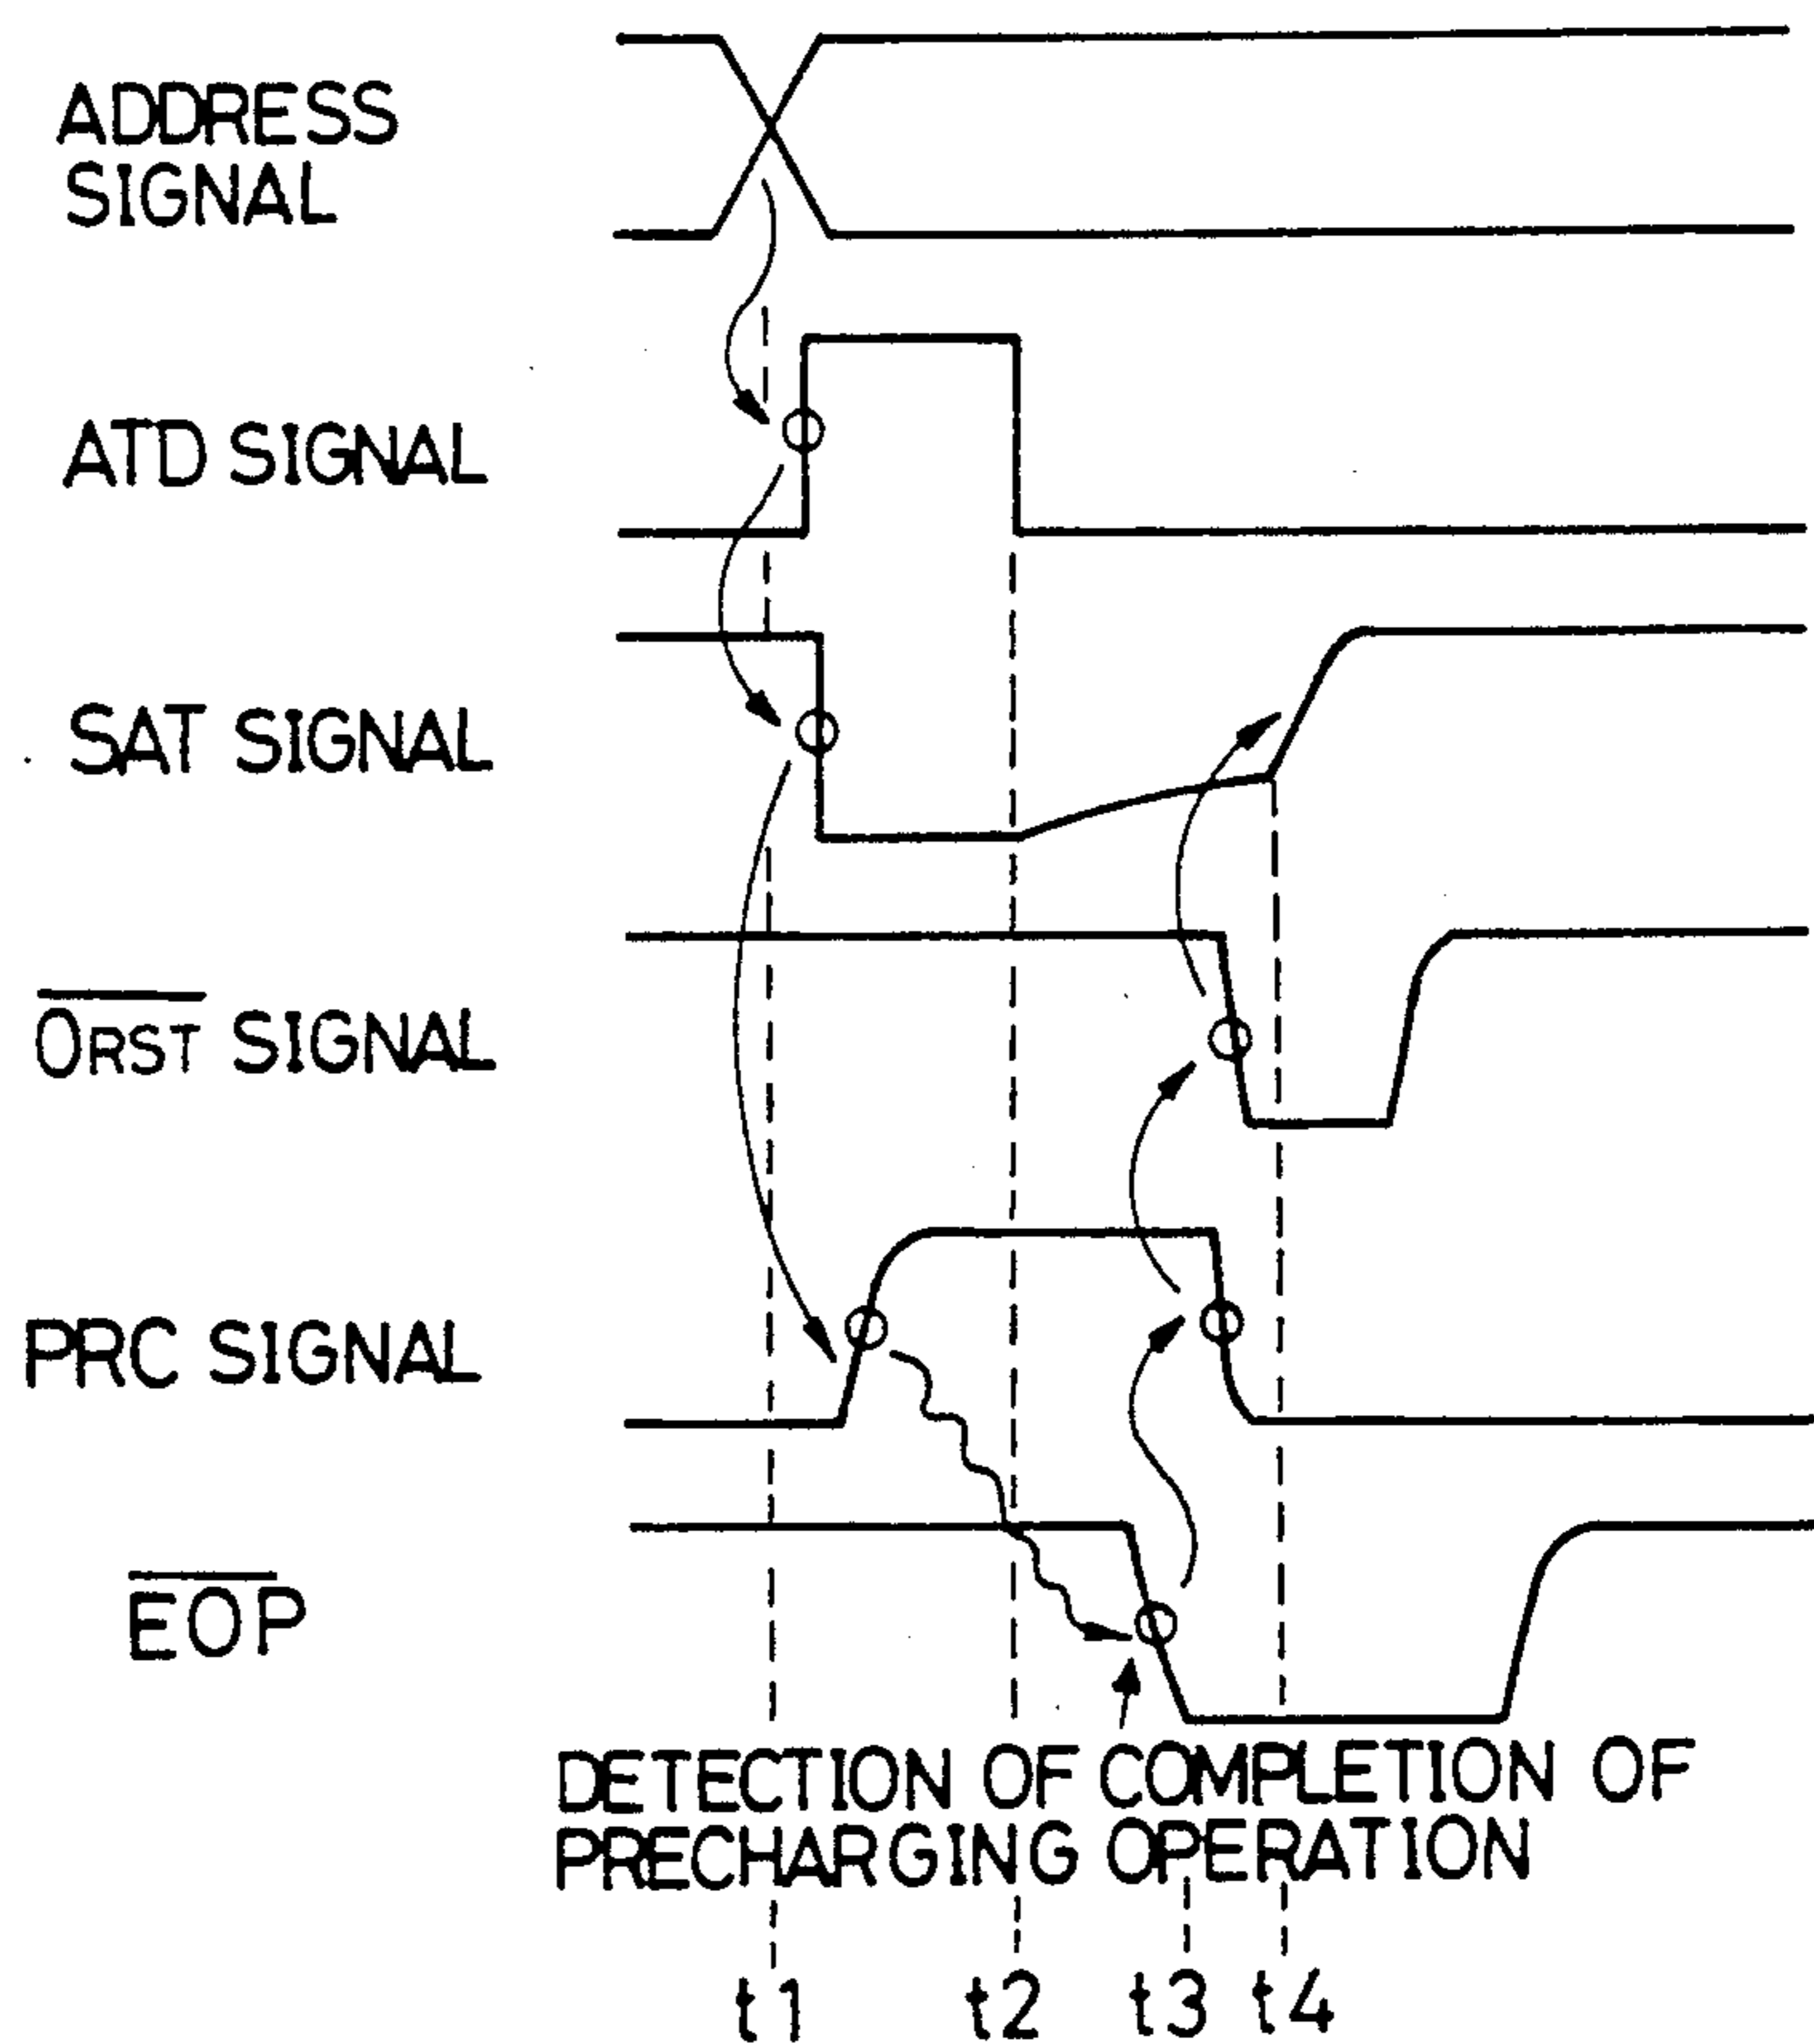 ADDRESS
SIGNAL
ATD SIGNAL
SAT SIGNAL
ORST SIGNAL
PRC SIGNAL
EOP
DETECTION OF COMPLETION OF
PRECHARGING OPERATION
t1 t2 t3 t4